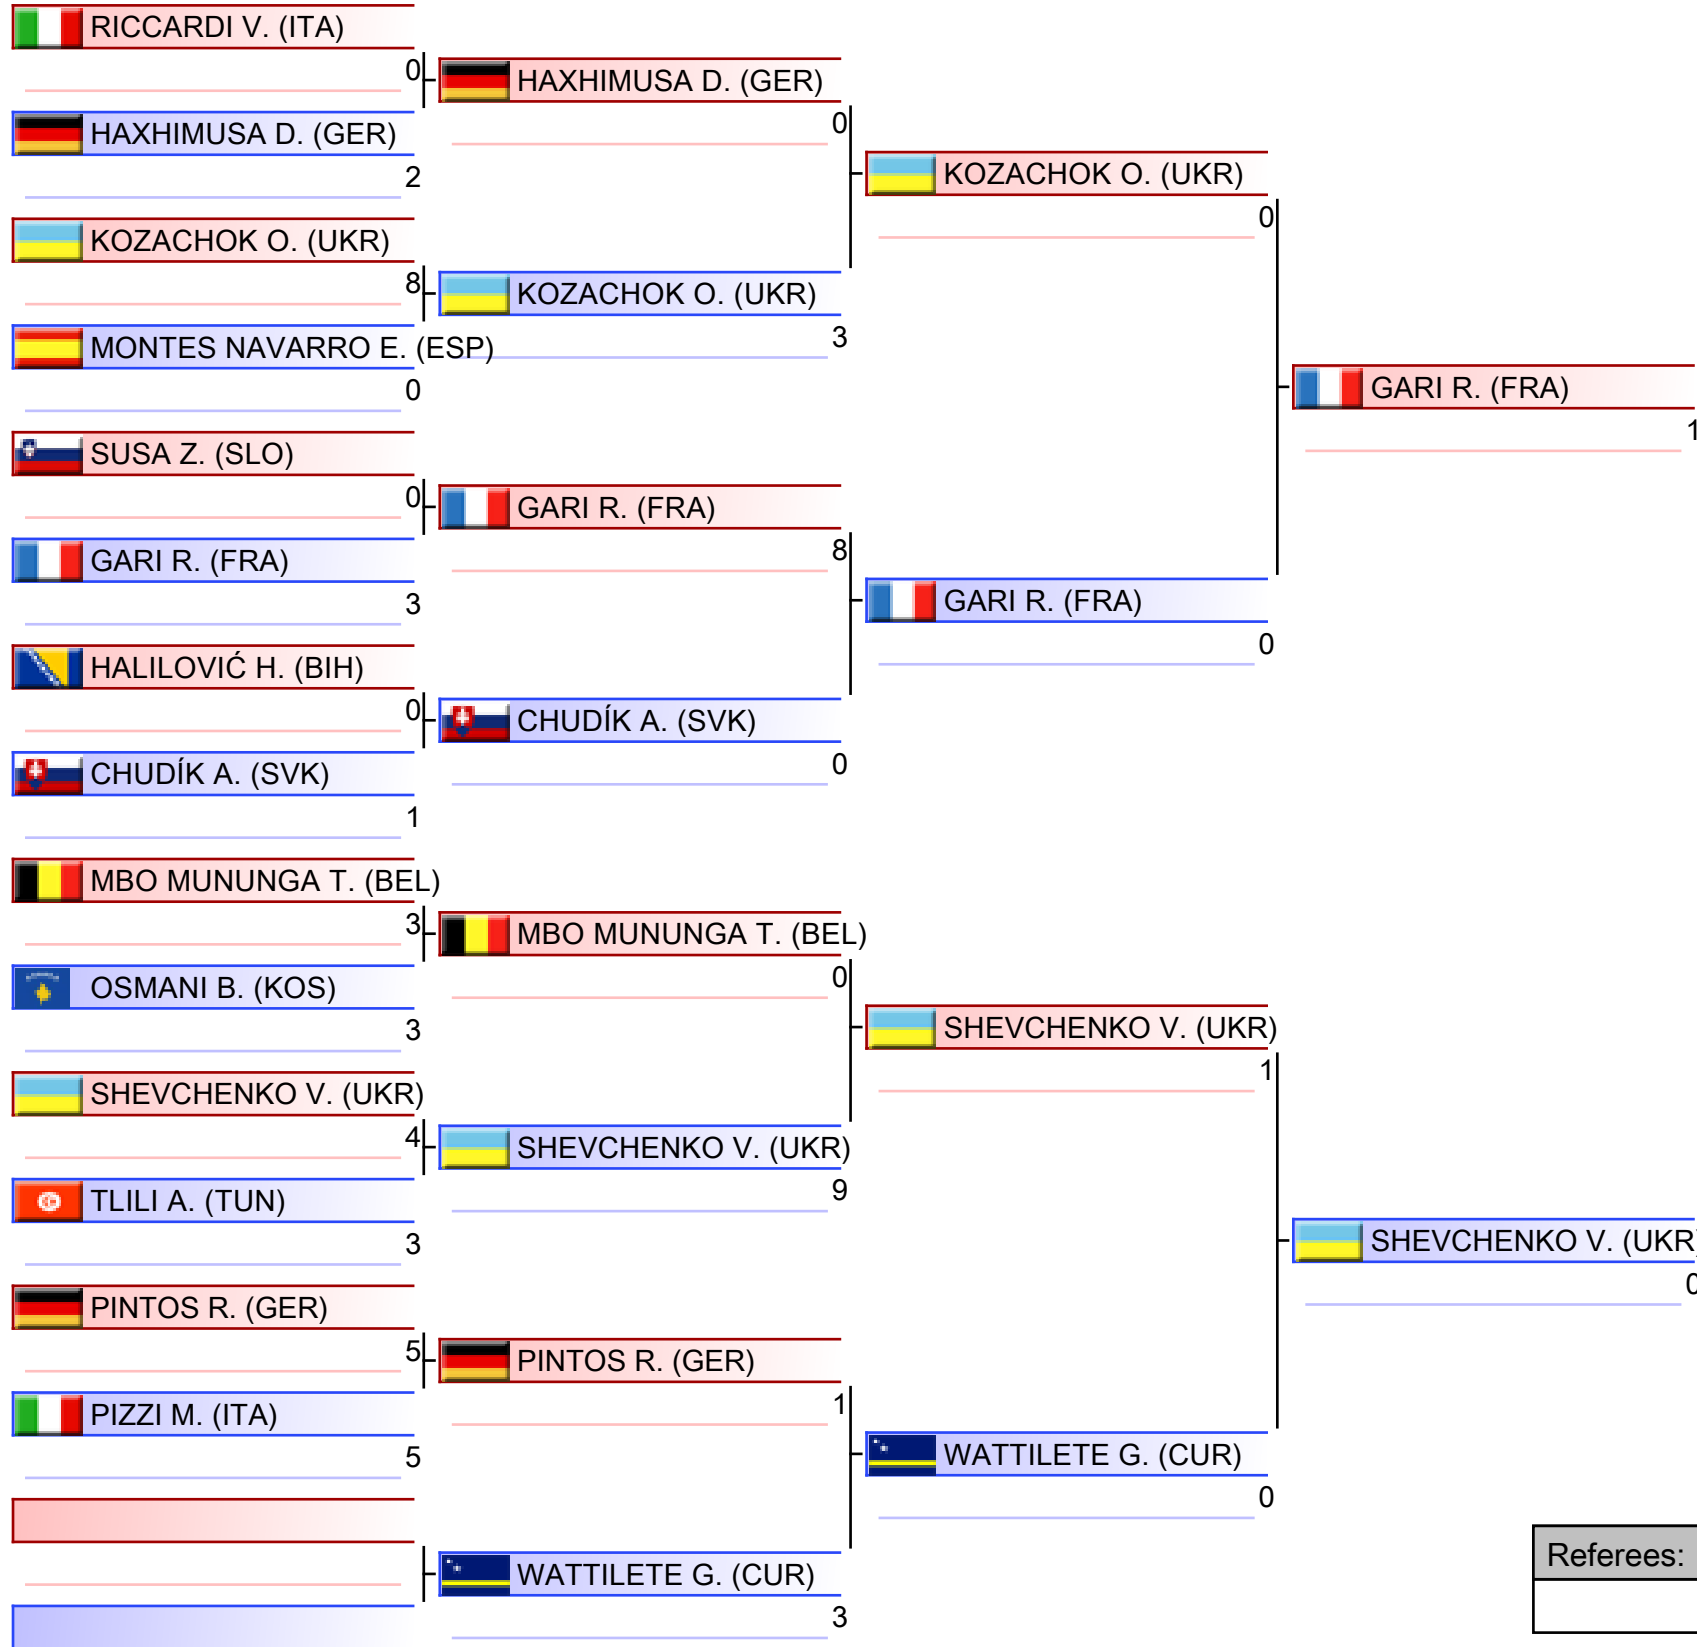 RICCARDI V. (ITA)
0
HAXHIMUSA D. (GER)
2
KOZACHOK O. (UKR)
8
MONTES NAVARRO E. (ESP)
0
SUSA Z. (SLO)
0
GARI R. (FRA)
3
HALILOVIĆ H. (BIH)
0
CHUDÍK A. (SVK)
1
MBO MUNUNGA T. (BEL)
3
OSMANI B. (KOS)
3
SHEVCHENKO V. (UKR)
4
TLILI A. (TUN)
3
PINTOS R. (GER)
5
PIZZI M. (ITA)
5
HAXHIMUSA D. (GER)
0
KOZACHOK O. (UKR)
3
GARI R. (FRA)
8
CHUDÍK A. (SVK)
0
MBO MUNUNGA T. (BEL)
0
SHEVCHENKO V. (UKR)
9
PINTOS R. (GER)
1
WATTILETE G. (CUR)
3
KOZACHOK O. (UKR)
0
GARI R. (FRA)
0
SHEVCHENKO V. (UKR)
1
WATTILETE G. (CUR)
0
GARI R. (FRA)
1
SHEVCHENKO V. (UKR)
0
Referees: